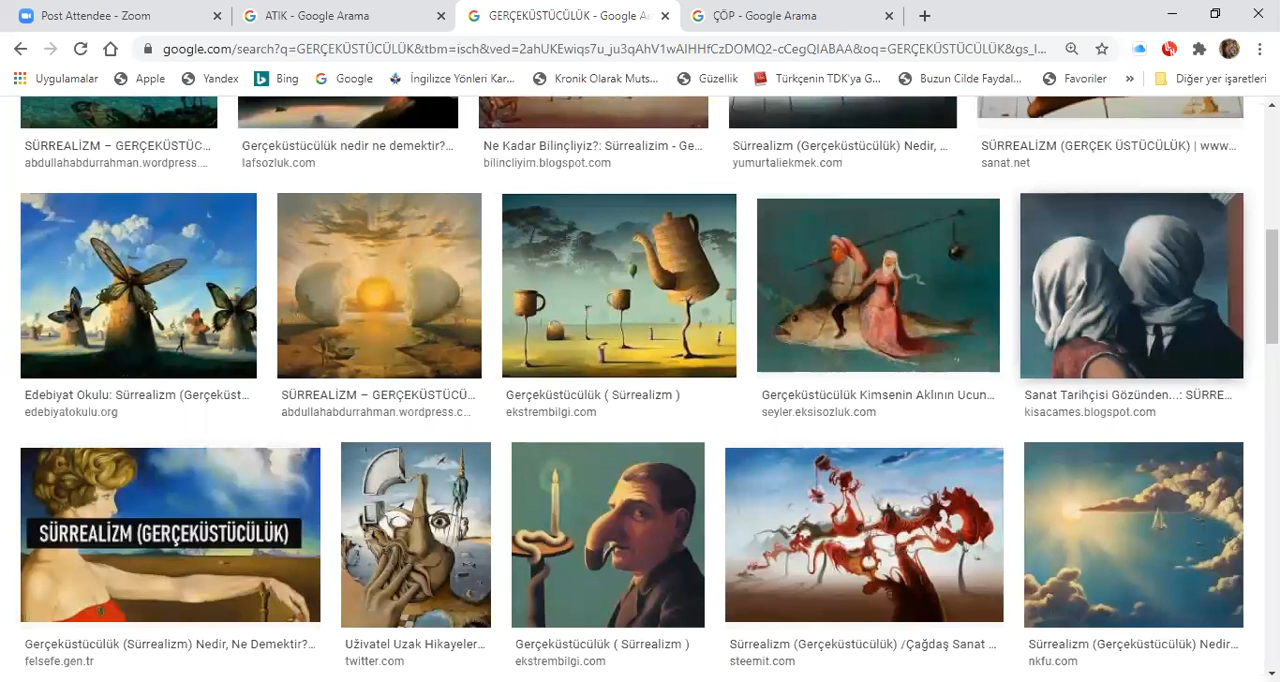 Post Attendee - Zoom
ATIK - Google Arama
GERÇEKÜSTÜCÜLÜK - Google Ar
ÇÖP - Google Arama
google.com/search?q=GERÇEKÜSTÜCÜLÜK&tbm=isch&ved=2ahUKEwiqs7u_ju3qAhV1wAIHHfCzDOMQ2-cCegQIABAA&oq=GERÇEKÜSTÜCÜLÜK&gs_l...
Uygulamalar Apple Yandex Bing Google İngilizce Yönleri Kar... Kronik Olarak Muts... Güvenlik Türkçenin TDK'ya G... Buzun Cilde Faydal... Favoriler » Diğer yer işaretleri
SÜRREALİZM – GERÇEKÜSTÜC... Gerçeküstücülük nedir ne demektir?... Ne Kadar Bilinçliyiz?: Sürrealizim - Ge... Sürrealizm (Gerçeküstücülük) Nedir, ... SÜRREALİZM (GERÇEK ÜSTÜCÜLÜK) | www...
abdullahabdurrahman.wordpress.... lafsozluk.com bilincliyim.blogspot.com yumurtaliekmek.com sanat.net
Edebiyat Okulu: Sürrealizm (Gerçeküst... SÜRREALİZM – GERÇEKÜSTÜCÜ... Gerçeküstücülük ( Sürrealizm ) Gerçeküstücülük Kimsenin Aklının Ucun... Sanat Tarihçisi Gözünden...: SÜRRE...
edebiyatokulu.org abdullahabdurrahman.wordpress.c... ekstrembilgi.com seyler.eksisozluk.com kisacames.blogspot.com
SÜRREALİZM (GERÇEKÜSTÜCÜLÜK)
Gerçeküstücülük (Sürrealizm) Nedir, Ne Demektir?... Uživatel Uzak Hikayeler... Gerçeküstücülük ( Sürrealizm ) Sürrealizm (Gerçeküstücülük) /Çağdaş Sanat ... Sürrealizm (Gerçeküstücülük) Nedir...
felsefe.gen.tr twitter.com ekstrembilgi.com steemit.com nkfu.com